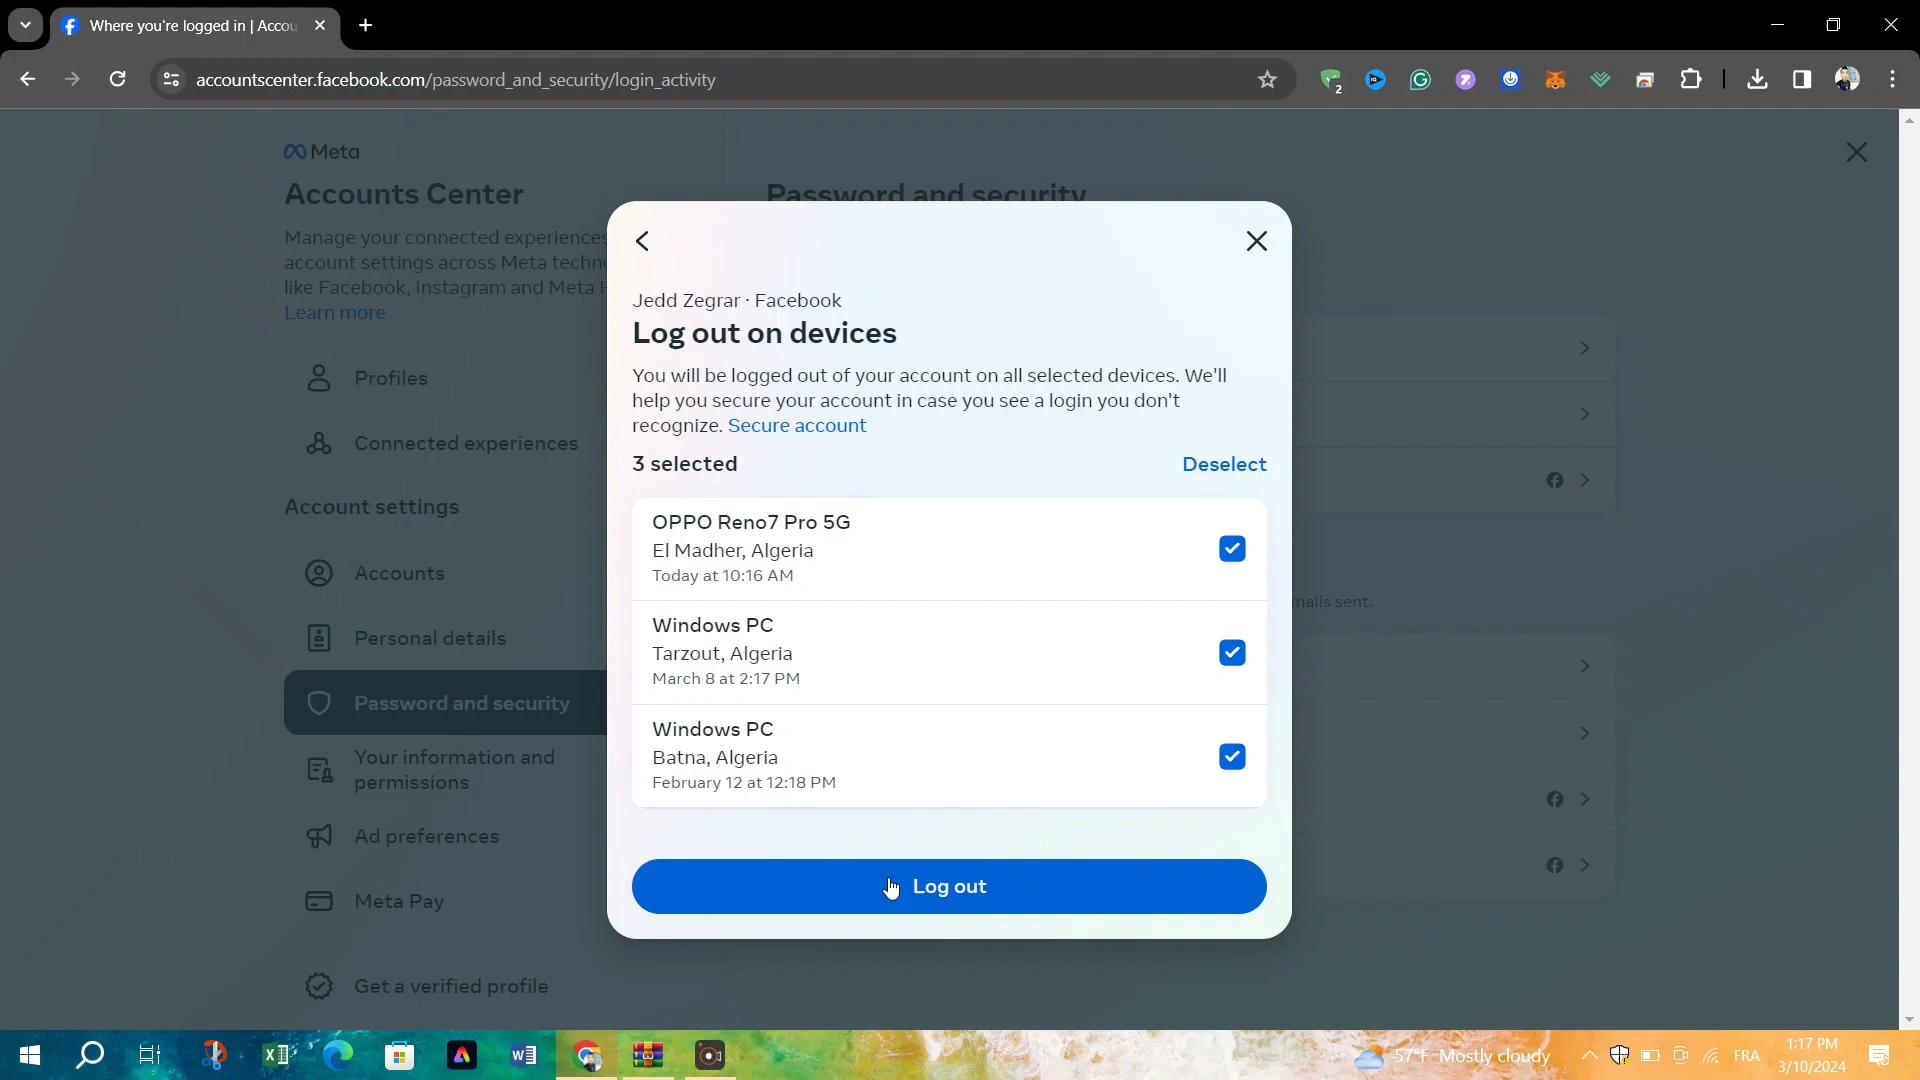 Where you're logged in | Accou
accountscenter.facebook.com/password_and_security/login_activity
2
Meta
Accounts Center
Manage your connected experiences
account settings across Meta techn
like Facebook, Instagram and Meta H
Learn more
Profiles
Connected experiences
Account settings
Accounts
Personal details
Password and security
Your information and
permissions
Ad preferences
Meta Pay
Get a verified profile
Password and security
mails sent.
Jedd Zegrar · Facebook
Log out on devices
You will be logged out of your account on all selected devices. We'll
help you secure your account in case you see a login you don't
recognize. Secure account
3 selected
Deselect
OPPO Reno7 Pro 5G
El Madher, Algeria
Today at 10:16 AM
Windows PC
Tarzout, Algeria
March 8 at 2:17 PM
Windows PC
Batna, Algeria
February 12 at 12:18 PM
Log out
57°F Mostly cloudy
FRA
1:17 PM
3/10/2024